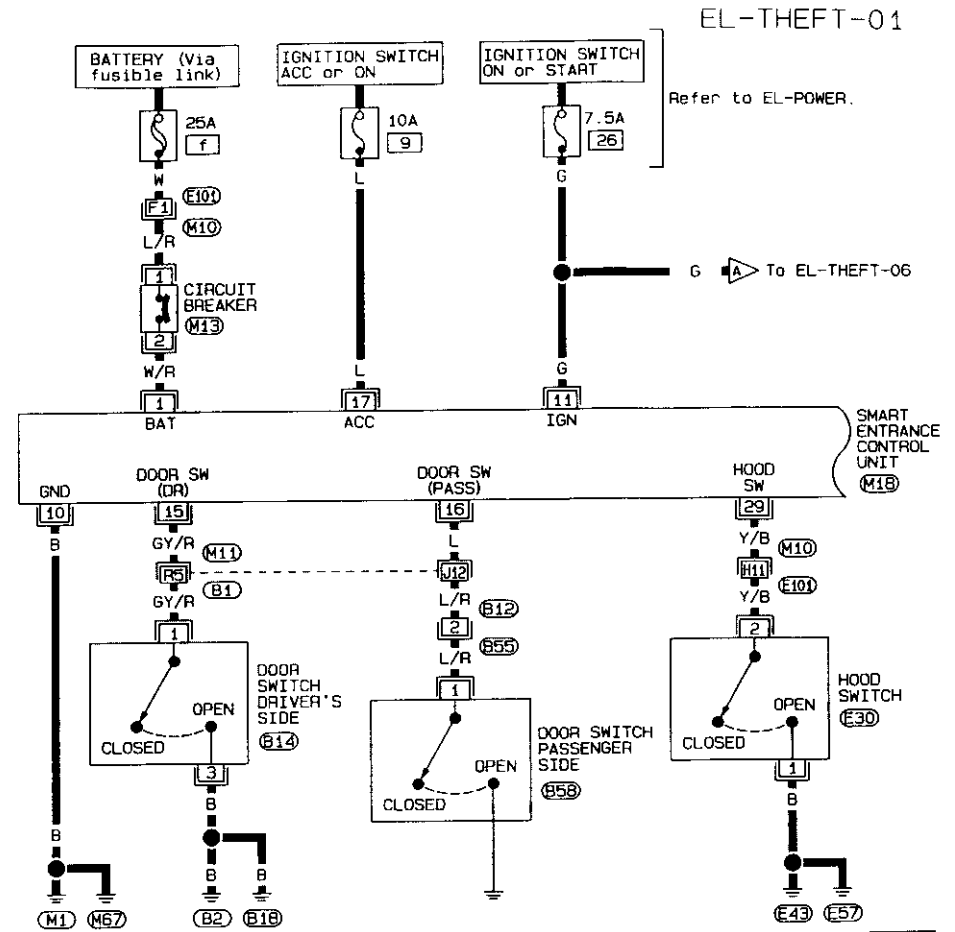 EL-THEFT-01
BATTERY (Via
fusible link)
IGNITION SWITCH
ACC or ON
IGNITION SWITCH
ON or START
Refer to EL-POWER.
25A
f
10A
9
7.5A
26
W
L
G
F1
E101
M10
L/R
G
A
To EL-THEFT-06
1
CIRCUIT
BREAKER
M13
2
W/R
L
G
1
17
11
BAT
ACC
IGN
SMART
ENTRANCE
CONTROL
UNIT
M18
GND
DOOR SW
(DR)
DOOR SW
(PASS)
HOOD
SW
10
15
16
29
B
GY/R
L
Y/B
M11
M10
R5
J12
H11
B1
E101
GY/R
L/R
Y/B
B12
1
2
2
B55
L/R
DOOR
SWITCH
DRIVER'S
SIDE
B14
OPEN
CLOSED
1
HOOD
SWITCH
E30
OPEN
CLOSED
DOOR SWITCH
PASSENGER
SIDE
B58
OPEN
CLOSED
3
1
B
B
B
B
B
M1
M67
B2
B18
E43
E57